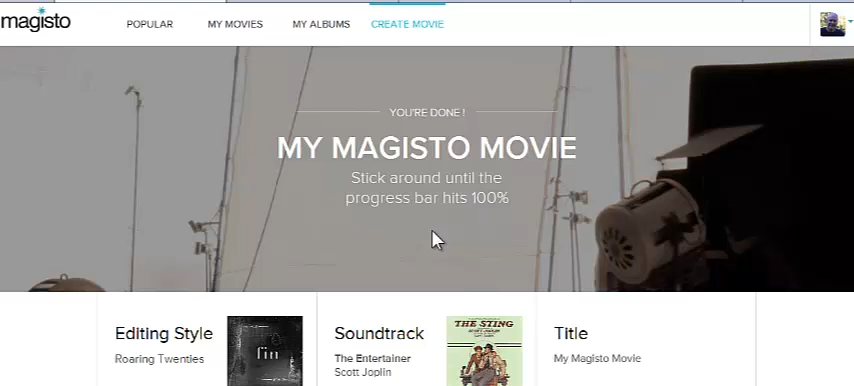 magisto
POPULAR
MY MOVIES
MY ALBUMS
CREATE MOVIE
YOU'RE DONE !
MY MAGISTO MOVIE
Stick around until the
progress bar hits 100%
Editing Style
Roaring Twenties
fin
Soundtrack
The Entertainer
Scott Joplin
THE STING
Title
My Magisto Movie